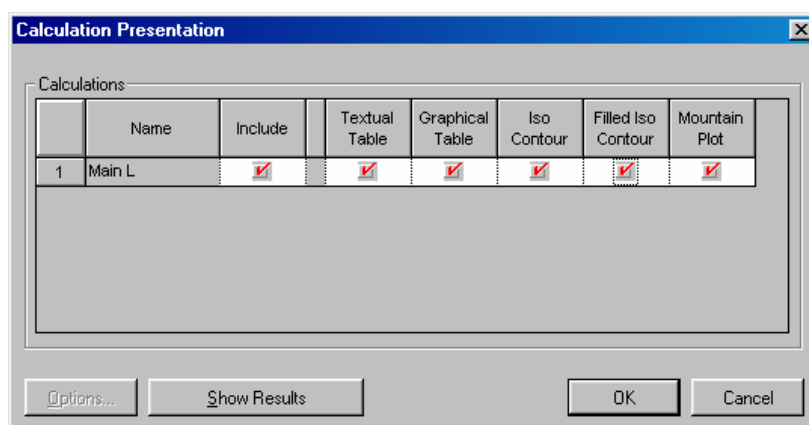 Calculation Presentation
Calculations
Name Include Textual Table Graphical Table Iso Contour Filled Iso Contour Mountain Plot
1 Main L
Options... Show Results OK Cancel